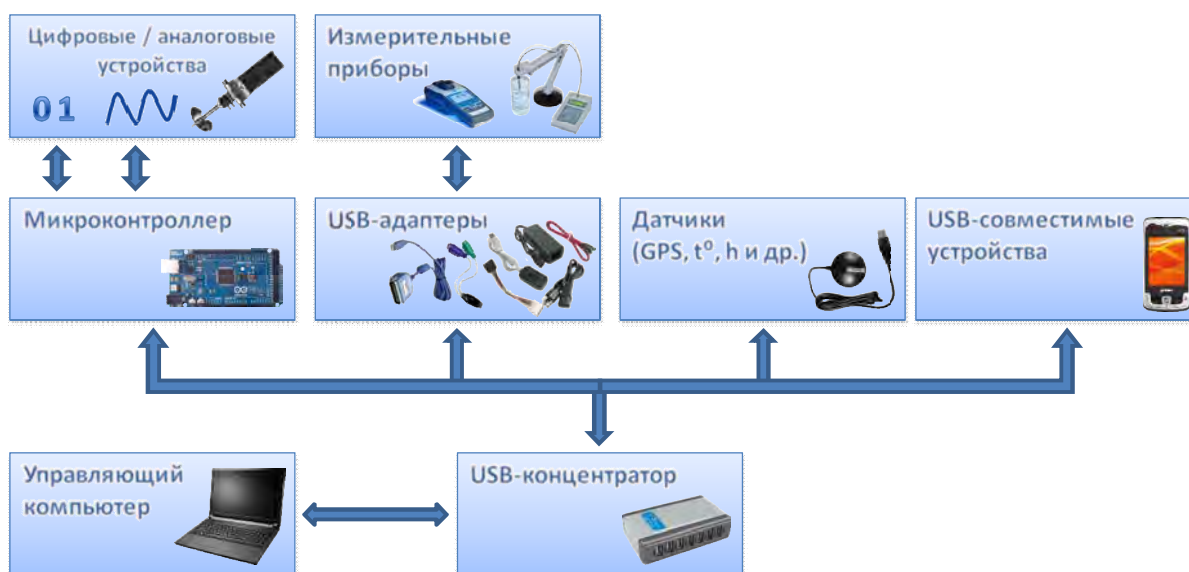 Цифровые / аналоговые
устройства
01
Измерительные
приборы
Микроконтроллер
USB-адаптеры
Датчики
(GPS, t°, h и др.)
USB-совместимые
устройства
Управляющий
компьютер
USB-концентратор